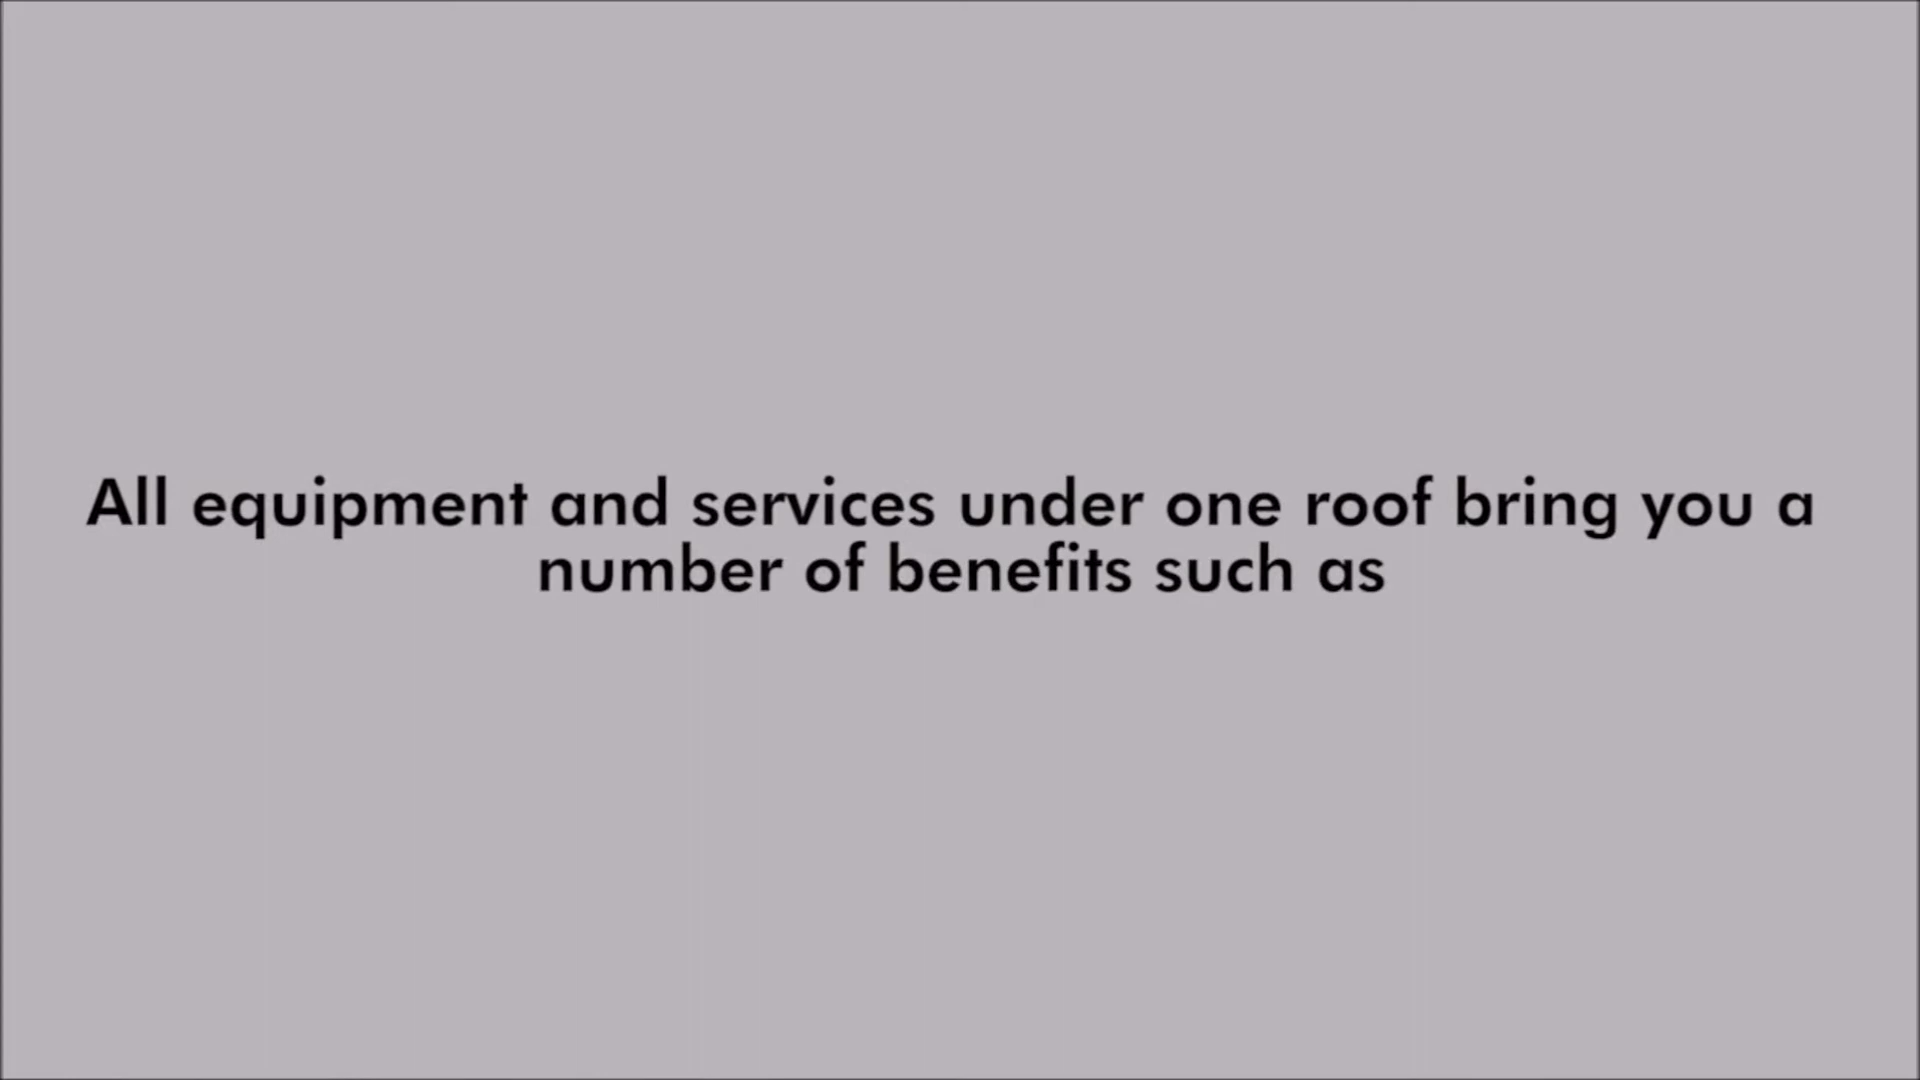 All equipment and services under one roof bring you a
number of benefits such as